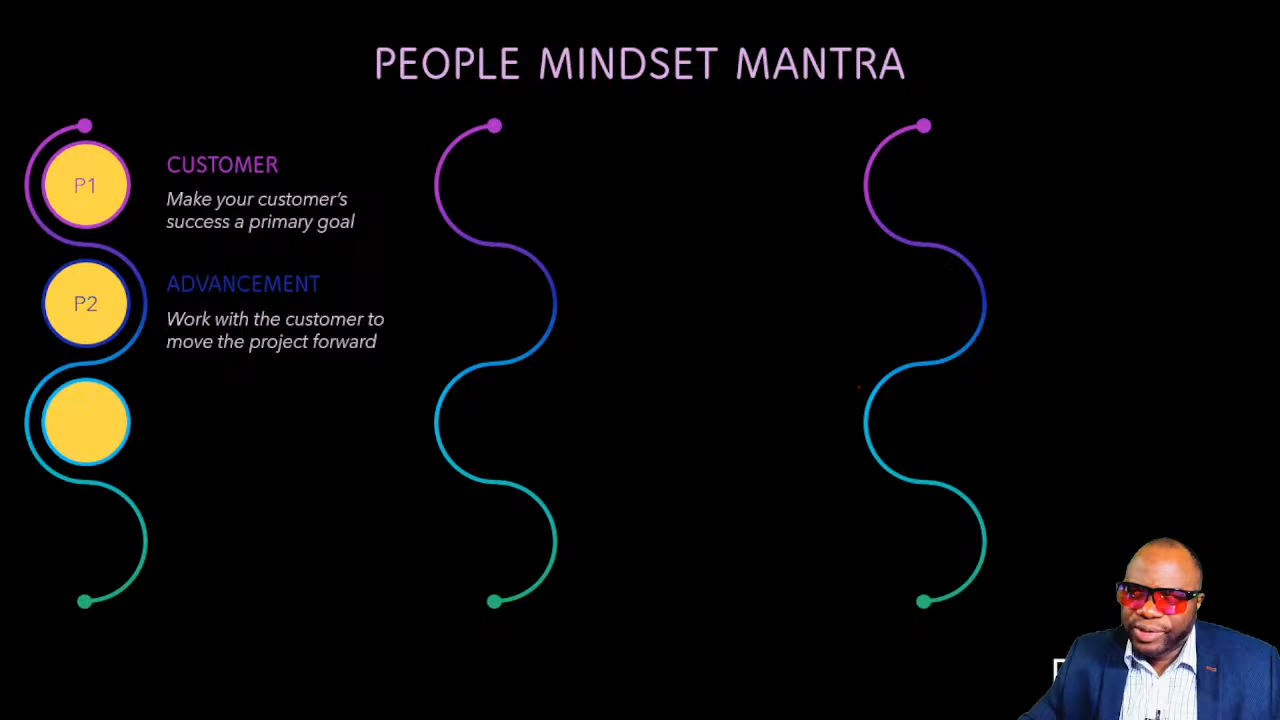 PEOPLE MINDSET MANTRA
P1
CUSTOMER
Make your customer's
success a primary goal
P2
ADVANCEMENT
Work with the customer to
move the project forward